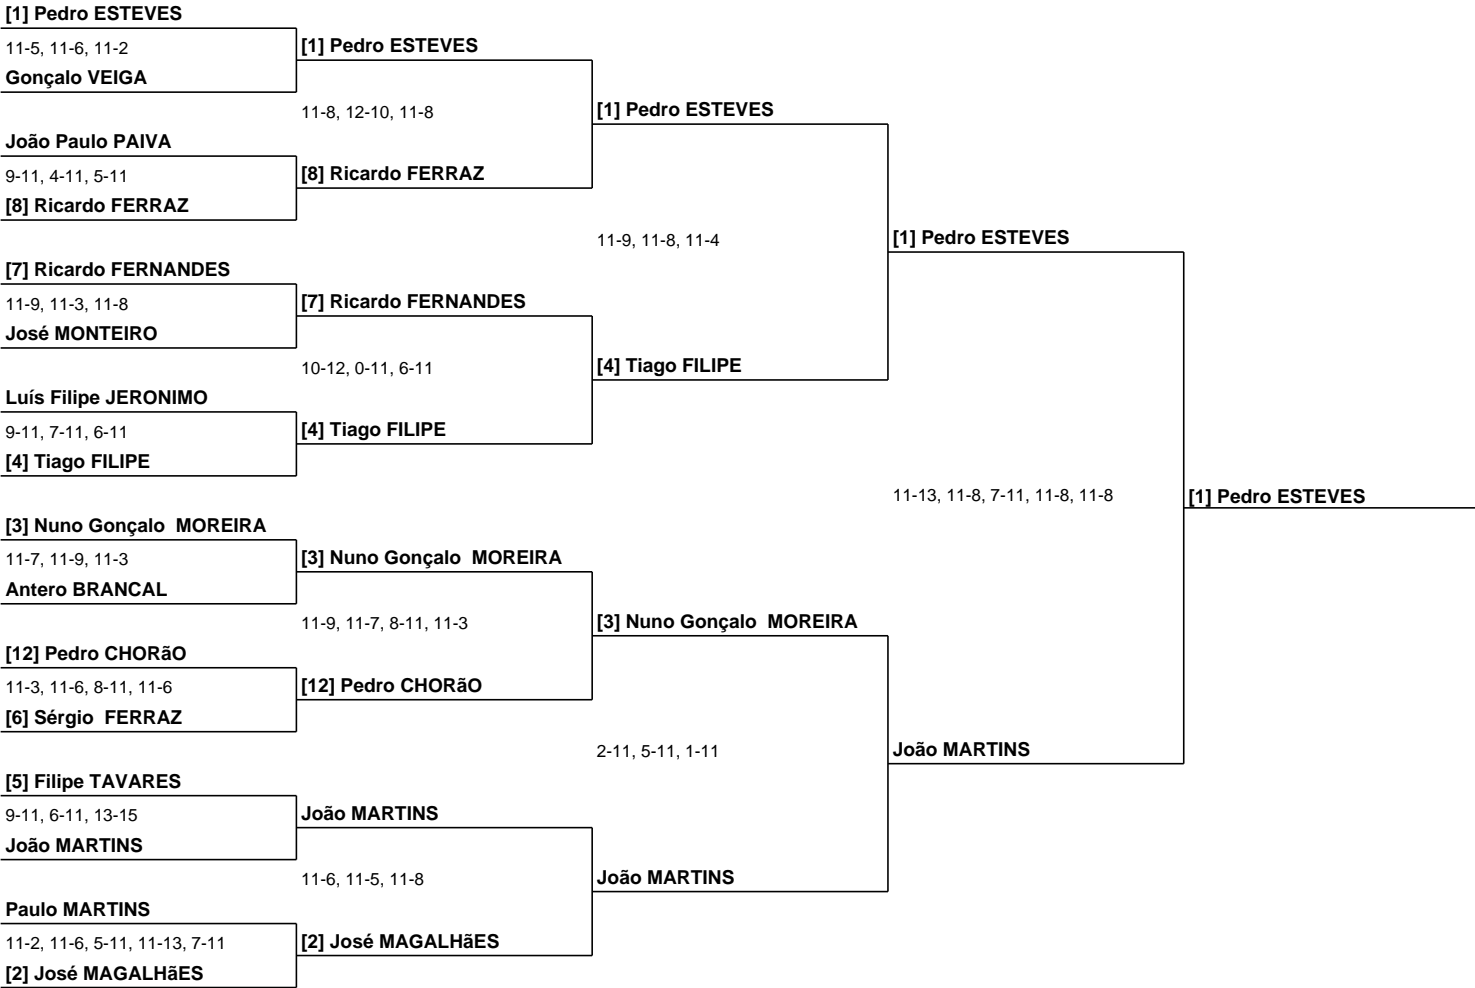 [1] Pedro ESTEVES
11-5, 11-6, 11-2
Gonçalo VEIGA
João Paulo PAIVA
9-11, 4-11, 5-11
[8] Ricardo FERRAZ
[7] Ricardo FERNANDES
11-9, 11-3, 11-8
José MONTEIRO
Luís Filipe JERONIMO
9-11, 7-11, 6-11
[4] Tiago FILIPE
[3] Nuno Gonçalo  MOREIRA
11-7, 11-9, 11-3
Antero BRANCAL
[12] Pedro CHORãO
11-3, 11-6, 8-11, 11-6
[6] Sérgio  FERRAZ
[5] Filipe TAVARES
9-11, 6-11, 13-15
João MARTINS
Paulo MARTINS
11-2, 11-6, 5-11, 11-13, 7-11
[2] José MAGALHãES
[1] Pedro ESTEVES
11-8, 12-10, 11-8
[8] Ricardo FERRAZ
[7] Ricardo FERNANDES
10-12, 0-11, 6-11
[4] Tiago FILIPE
[3] Nuno Gonçalo  MOREIRA
11-9, 11-7, 8-11, 11-3
[12] Pedro CHORãO
João MARTINS
11-6, 11-5, 11-8
[2] José MAGALHãES
[1] Pedro ESTEVES
11-9, 11-8, 11-4
[4] Tiago FILIPE
[3] Nuno Gonçalo  MOREIRA
2-11, 5-11, 1-11
João MARTINS
[1] Pedro ESTEVES
11-13, 11-8, 7-11, 11-8, 11-8
João MARTINS
[1] Pedro ESTEVES